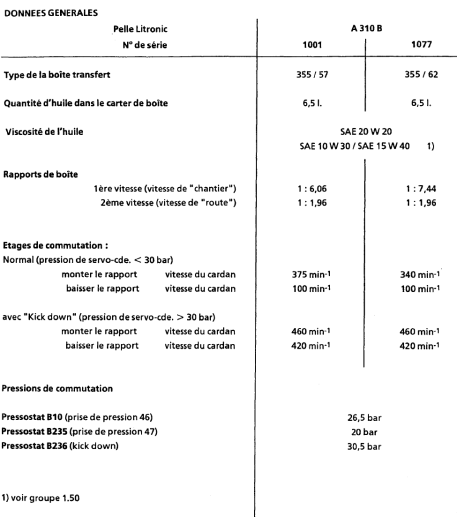 DONNEES GENERALES
Pelle Litronic A 310 B
N° de série 1001 1077
Type de la boîte transfert 355 / 57 355 / 62
Quantité d'huile dans le carter de boîte 6,5 l. 6,5 l.
Viscosité de l'huile SAE 20 W 20
SAE 10 W 30 / SAE 15 W 40 1)
Rapports de boîte
1ère vitesse (vitesse de "chantier") 1 : 6,06 1 : 7,44
2ème vitesse (vitesse de "route") 1 : 1,96 1 : 1,96
Etages de commutation :
Normal (pression de servo-cde. < 30 bar)
monter le rapport vitesse du cardan 375 min-1 340 min-1
baisser le rapport vitesse du cardan 100 min-1 100 min-1
avec "Kick down" (pression de servo-cde. > 30 bar)
monter le rapport vitesse du cardan 460 min-1 460 min-1
baisser le rapport vitesse du cardan 420 min-1 420 min-1
Pressions de commutation
Pressostat B10 (prise de pression 46) 26,5 bar
Pressostat B235 (prise de pression 47) 20 bar
Pressostat B236 (kick down) 30,5 bar
1) voir groupe 1.50